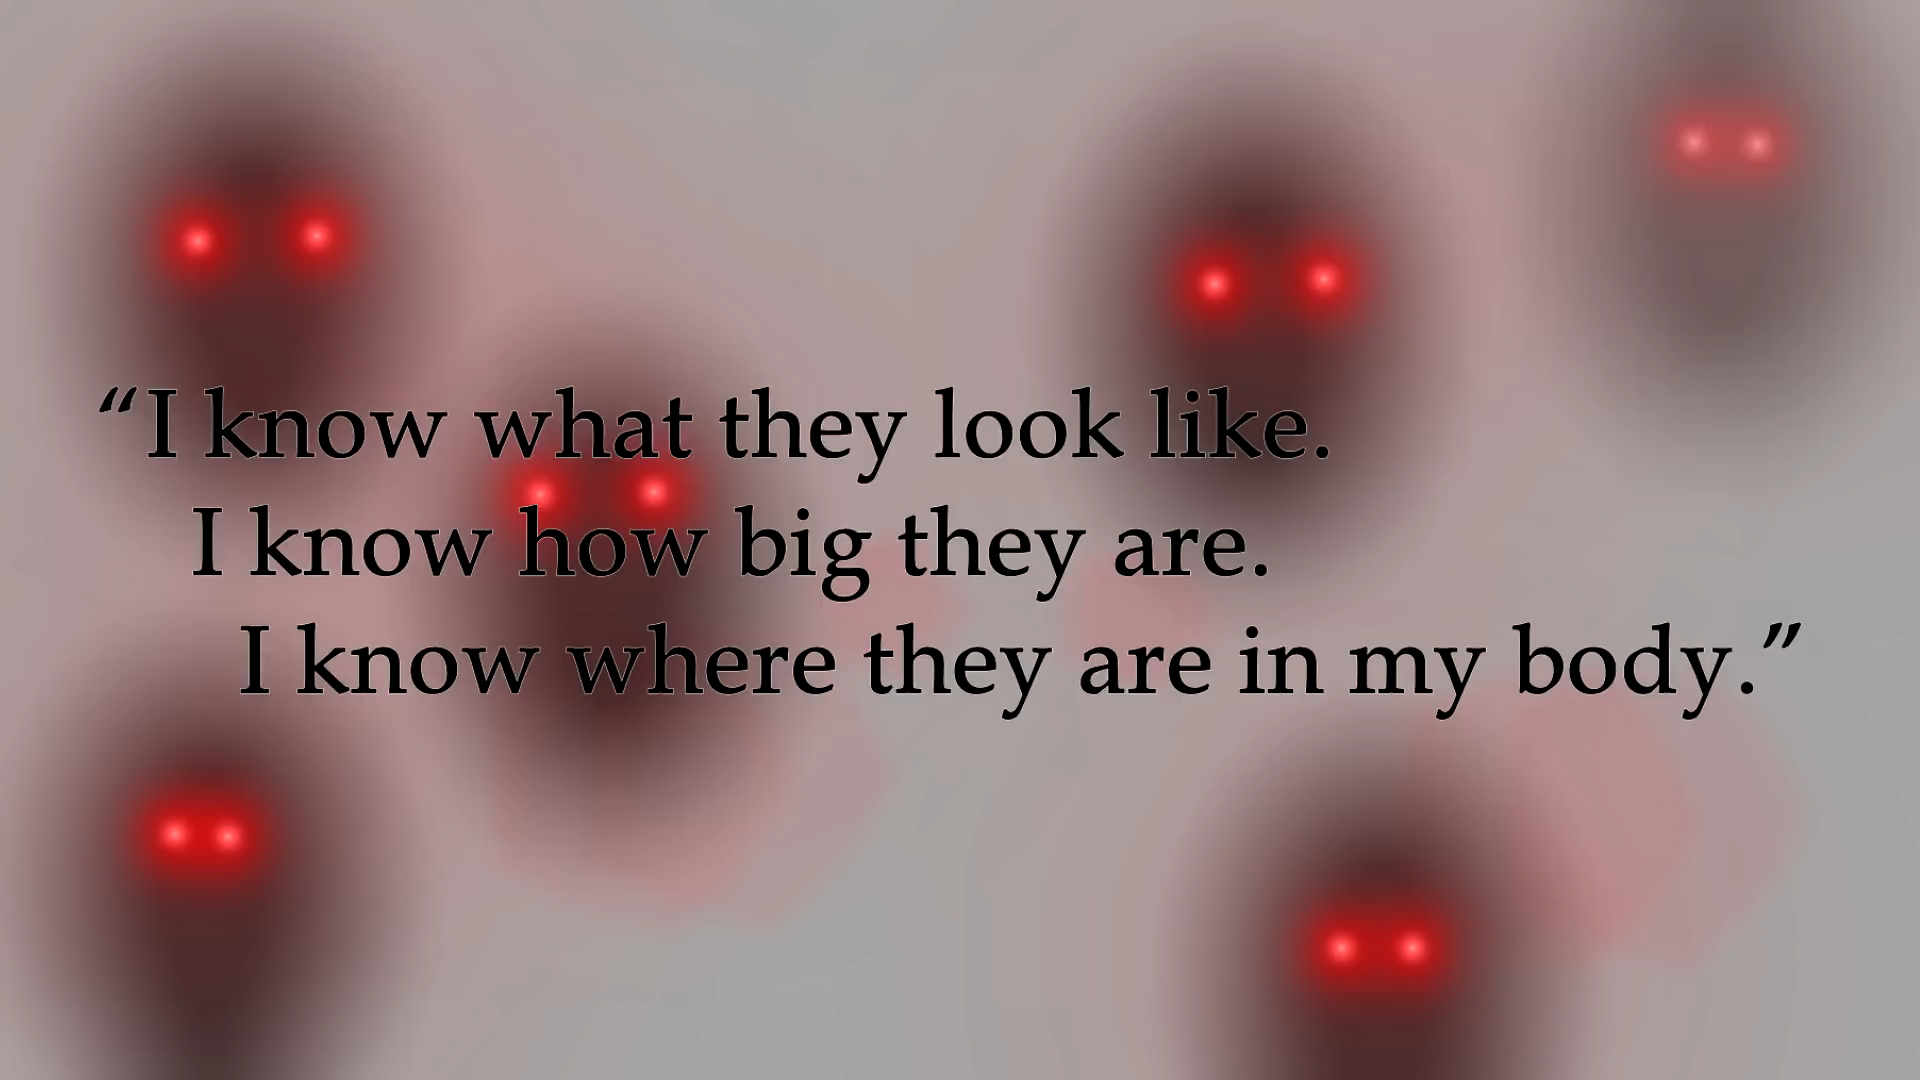 “I know what they look like.
I know how big they are.
I know where they are in my body.”